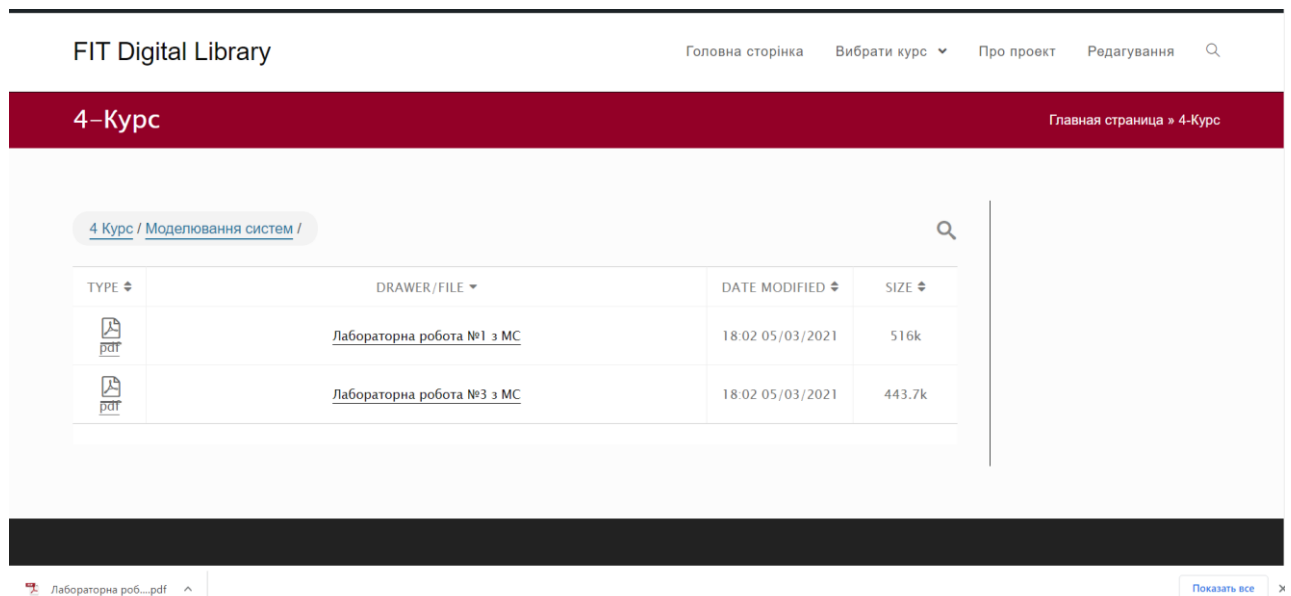 FIT Digital Library
Головна сторінка Вибрати курс Про проект Редагування
4-Курс
Главная страница » 4-Курс
4 Курс / Моделювання систем /
TYPE DRAWER/FILE DATE MODIFIED SIZE
pdf Лабораторна робота №1 з МС 18:02 05/03/2021 516k
pdf Лабораторна робота №3 з МС 18:02 05/03/2021 443.7k
Лабораторна роб....pdf Показать все